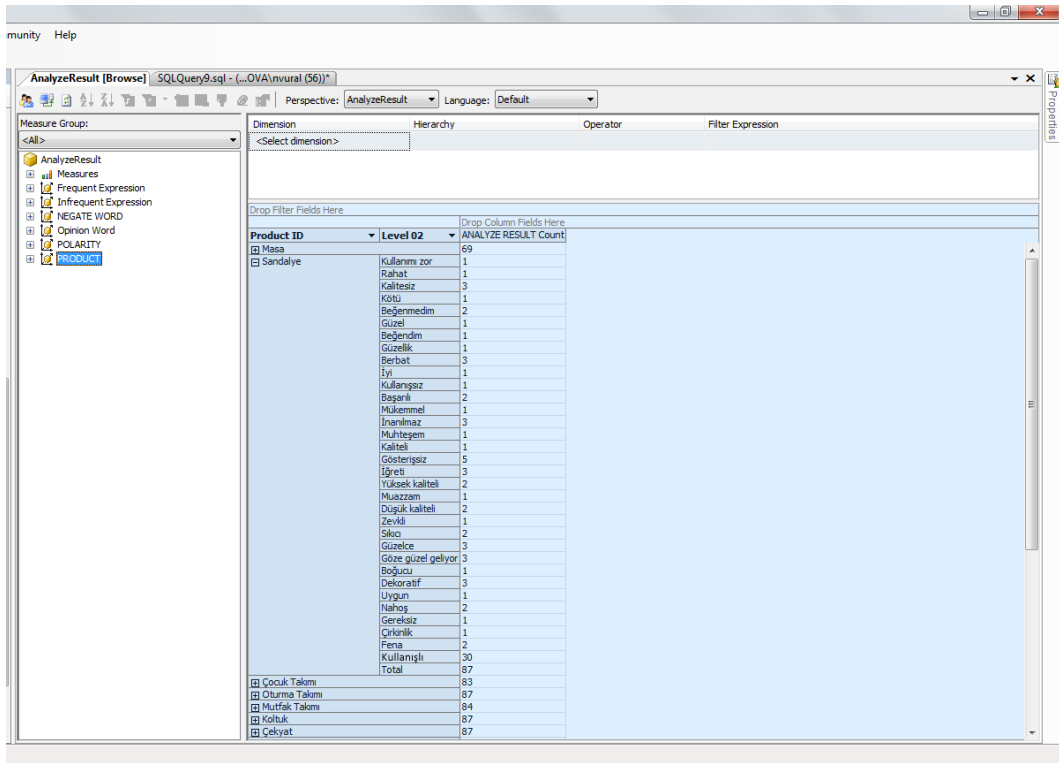 munity Help
AnalyzeResult [Browse] SQLQuery9.sql - (...OVA\nvural (56))*
Perspective: AnalyzeResult Language: Default
Properties
Measure Group:
<All>
AnalyzeResult
Measures
Frequent Expression
Infrequent Expression
NEGATE WORD
Opinion Word
POLARITY
PRODUCT
Dimension Hierarchy Operator Filter Expression
<Select dimension>
Drop Filter Fields Here
Drop Column Fields Here
Product ID Level 02 ANALYZE RESULT Count
Masa 69
Sandalye Kullanımı zor 1
Rahat 1
Kalitesiz 3
Kötü 1
Beğenmedim 2
Güzel 1
Beğendim 1
Güzellik 1
Berbat 3
İyi 1
Kullanışsız 1
Başarılı 2
Mükemmel 1
İnanılmaz 3
Muhteşem 1
Kaliteli 1
Gösterişsiz 5
İğreti 3
Yüksek kaliteli 2
Muazzam 1
Düşük kaliteli 2
Zevkli 1
Sıkıcı 2
Güzelce 3
Göze güzel geliyor 3
Boğucu 1
Dekoratif 3
Uygun 1
Nahoş 2
Gereksiz 1
Çirkinlik 1
Fena 2
Kullanışlı 30
Total 87
Çocuk Takımı 83
Oturma Takımı 87
Mutfak Takımı 84
Koltuk 87
Çekyat 87